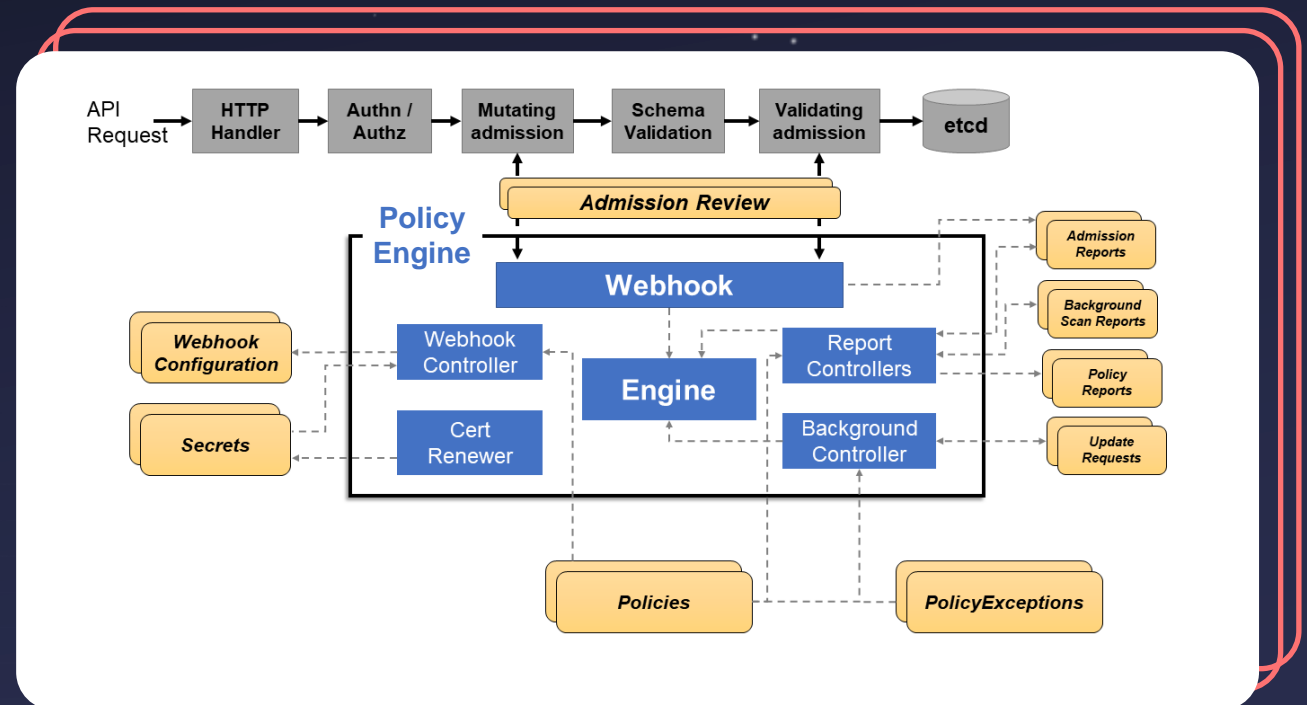 API
Request
HTTP
Handler
Authn /
Authz
Mutating
admission
Schema
Validation
Validating
admission
etcd
Admission Review
Policy
Engine
Webhook
Admission
Reports
Background
Scan Reports
Webhook
Configuration
Webhook
Controller
Engine
Report
Controllers
Policy
Reports
Secrets
Cert
Renewer
Background
Controller
Update
Requests
Policies
PolicyExceptions